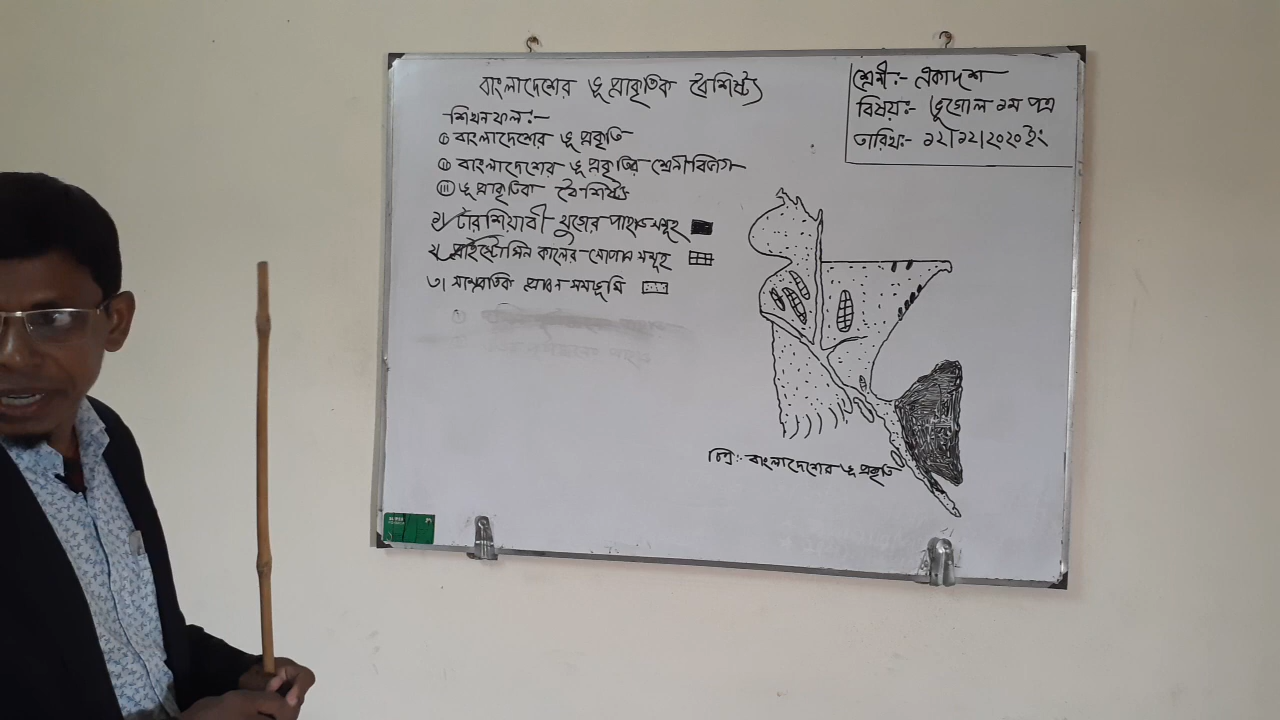 বাংলাদেশের ভূ প্রাকৃতিক বৈশিষ্ট্য
শ্রেণী:- একাদশ
বিষয়:- ভূগোল ১ম পত্র
তারিখ:- ১২/১২/২০২০ইং
শিখনফল:-
i বাংলাদেশের ভূ প্রকৃতি
ii বাংলাদেশের ভূ প্রকৃতির শ্রেণীবিভাগ
iii ভূ প্রাকৃতিক বৈশিষ্ট্য
১/ টারশিয়ারী যুগের পাহাড় সমূহ
২/ প্লাইস্টোসিন কালের সোপান সমূহ
৩। সাম্প্রতিক প্লাবন সমভূমি
চিত্র:- বাংলাদেশের ভূ প্রকৃতি